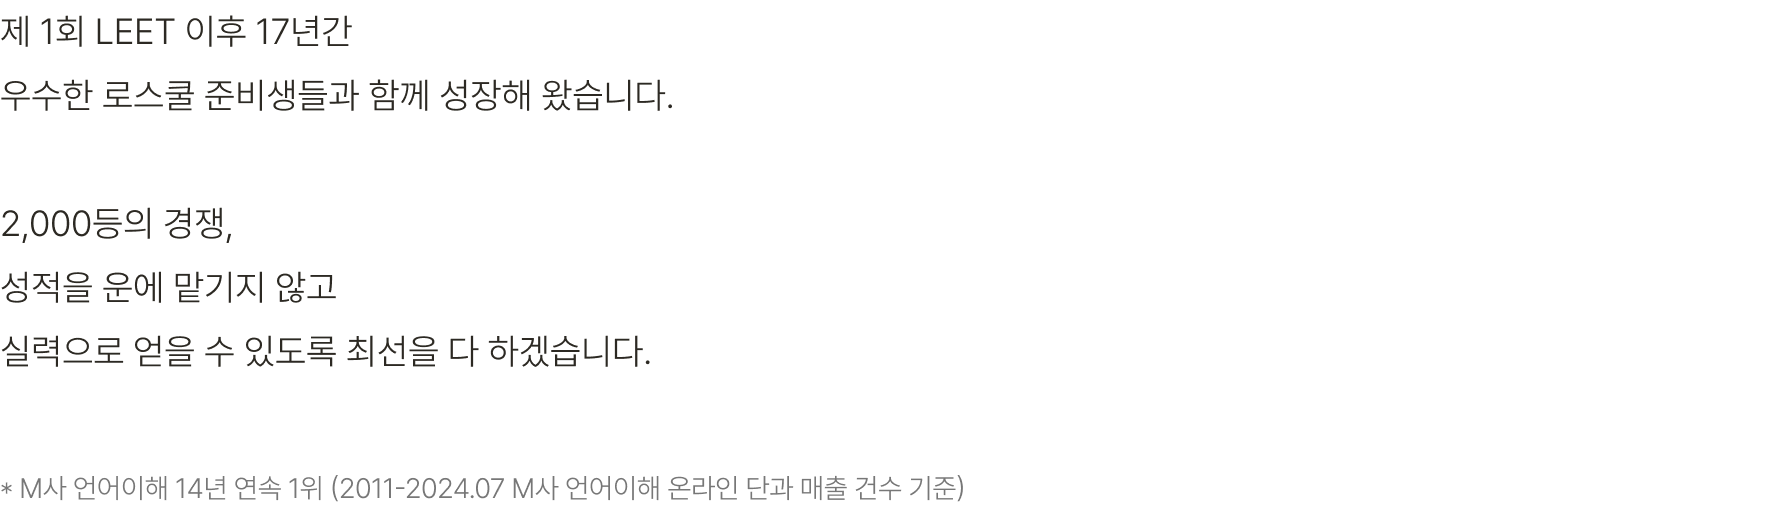 제 1회 LEET 이후 17년간
우수한 로스쿨 준비생들과 함께 성장해 왔습니다.
2,000등의 경쟁,
성적을 운에 맡기지 않고
실력으로 얻을 수 있도록 최선을 다 하겠습니다.
* M사 언어이해 14년 연속 1위 (2011-2024.07 M사 언어이해 온라인 단과 매출 건수 기준)